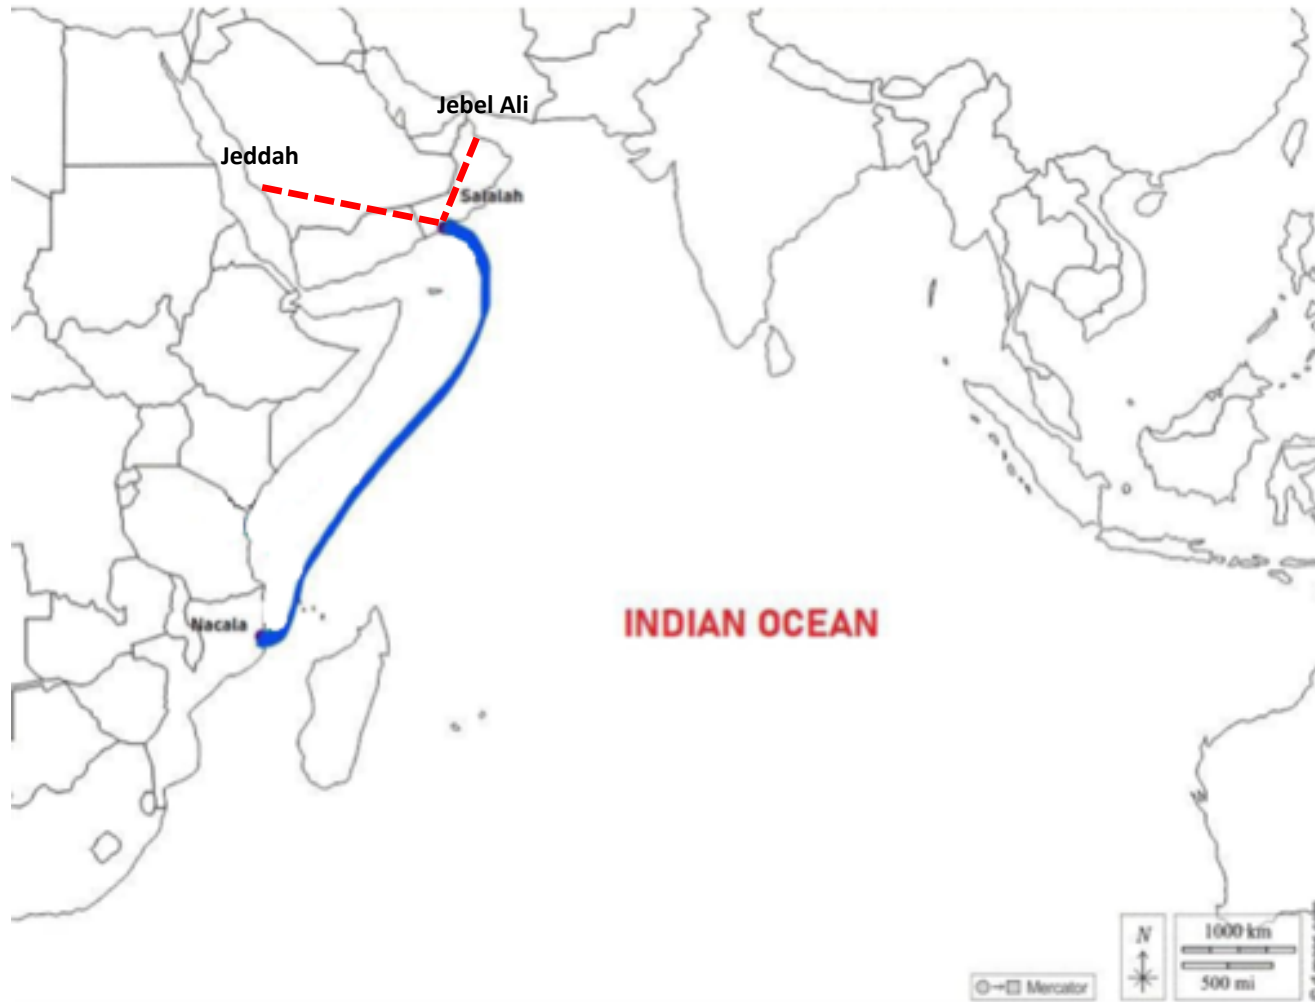 Jebel Ali
Jeddah
Salalah
Nacala
INDIAN OCEAN
N
1000 km
500 mi
Mercator